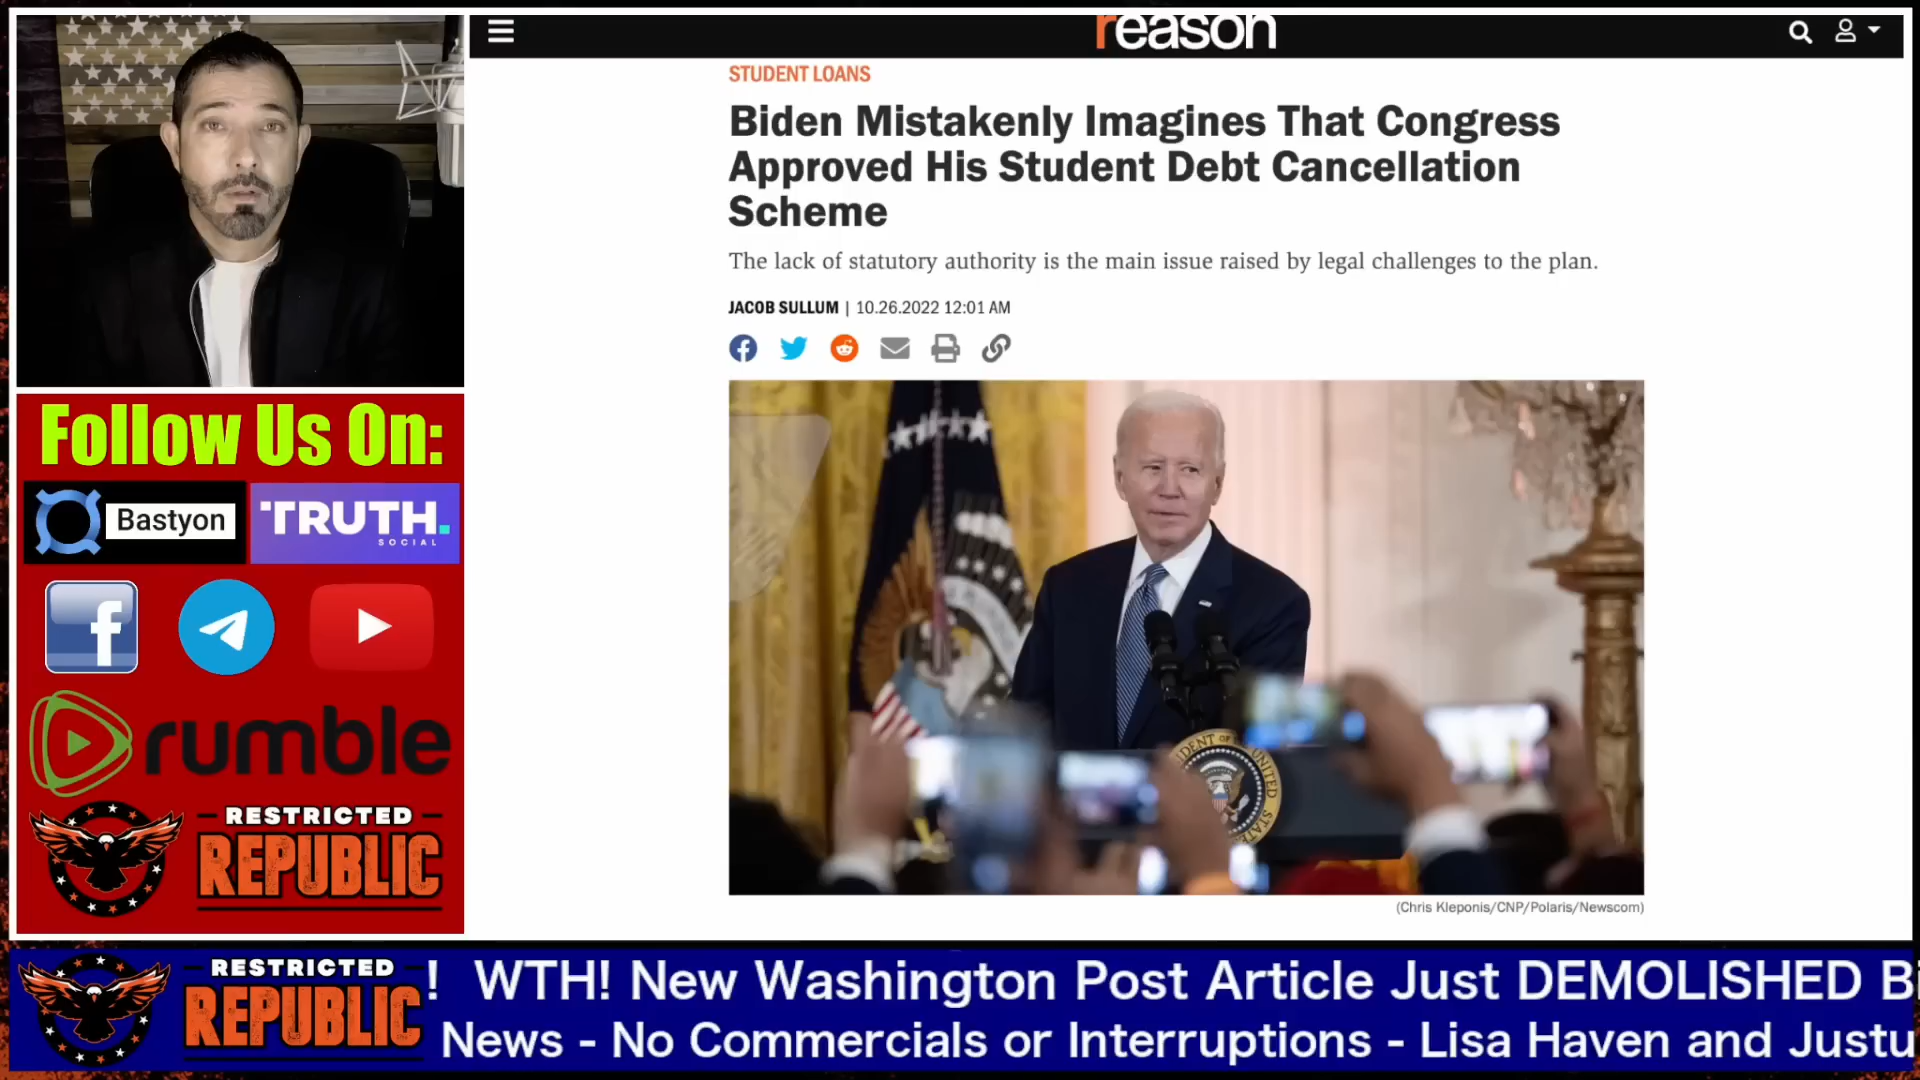 reason
STUDENT LOANS
Biden Mistakenly Imagines That Congress
Approved His Student Debt Cancellation
Scheme
The lack of statutory authority is the main issue raised by legal challenges to the plan.
JACOB SULLUM | 10.26.2022 12:01 AM
(Chris Kleponis/CNP/Polaris/Newscom)
Follow Us On:
Bastyon
TRUTH.
SOCIAL
rumble
RESTRICTED
REPUBLIC
RESTRICTED
REPUBLIC
! WTH! New Washington Post Article Just DEMOLISHED Bi
News - No Commercials or Interruptions - Lisa Haven and Justu